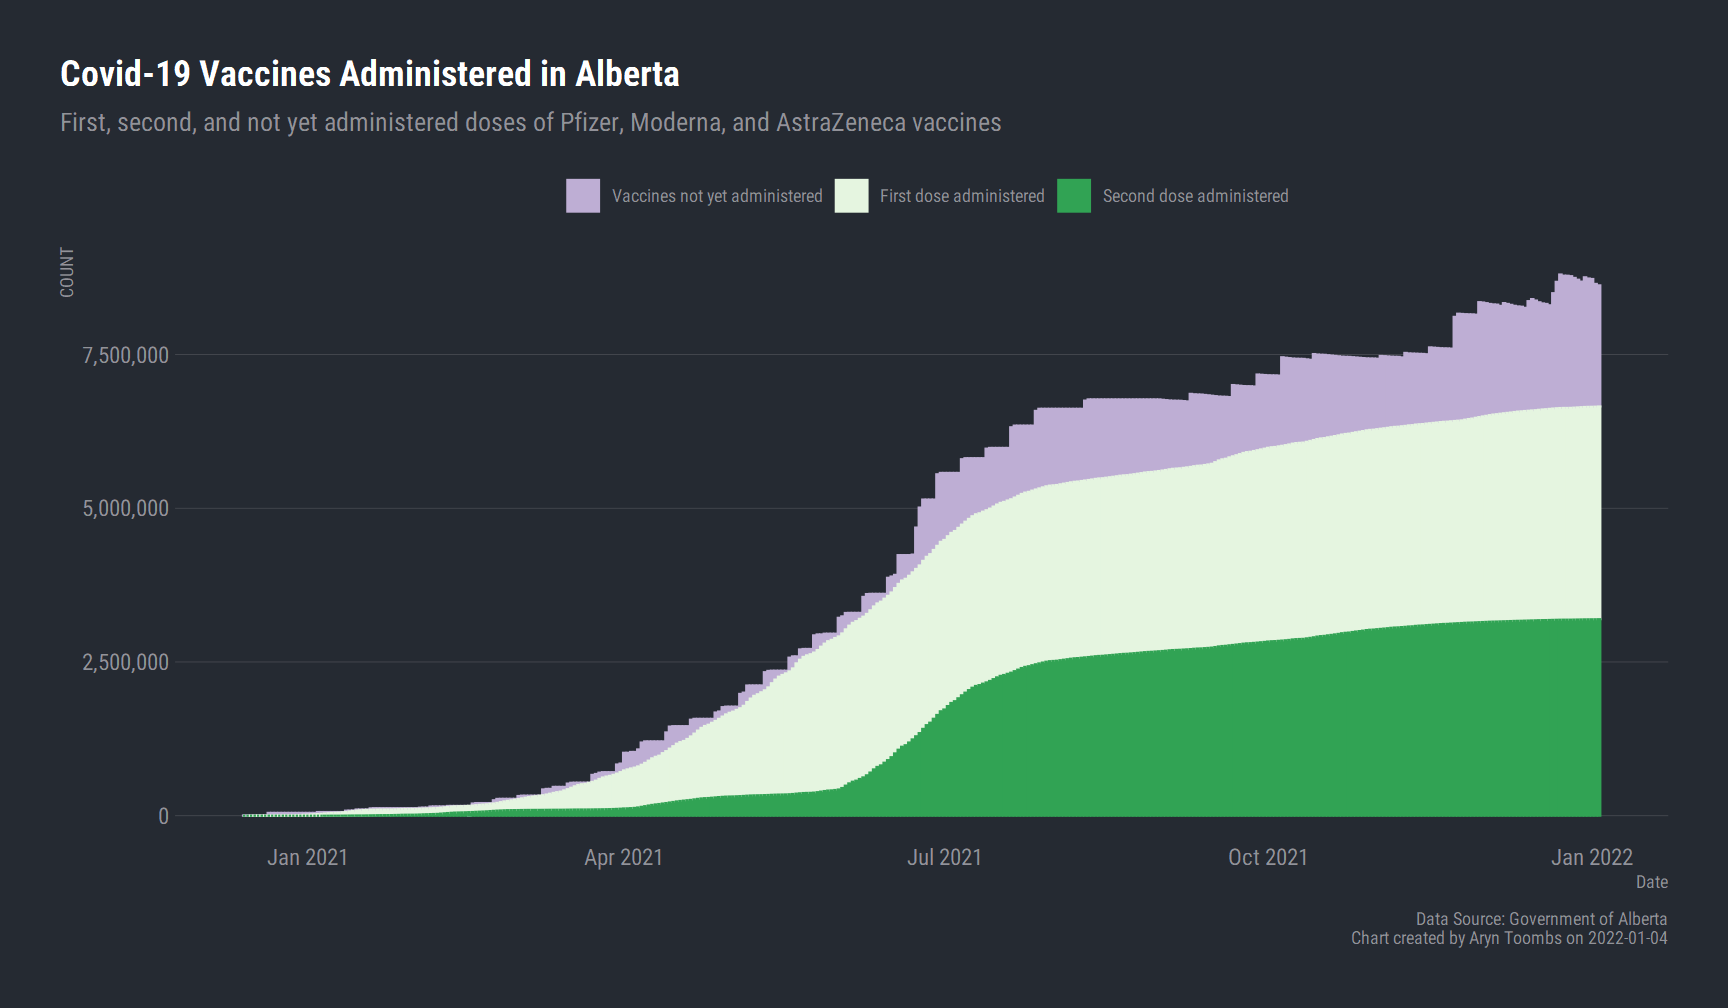 Covid-19 Vaccines Administered in Alberta
First, second, and not yet administered doses of Pfizer, Moderna, and AstraZeneca vaccines
Vaccines not yet administered First dose administered Second dose administered
COUNT
7,500,000
5,000,000
2,500,000
0
Jan 2021 Apr 2021 Jul 2021 Oct 2021 Jan 2022
Date
Data Source: Government of Alberta
Chart created by Aryn Toombs on 2022-01-04